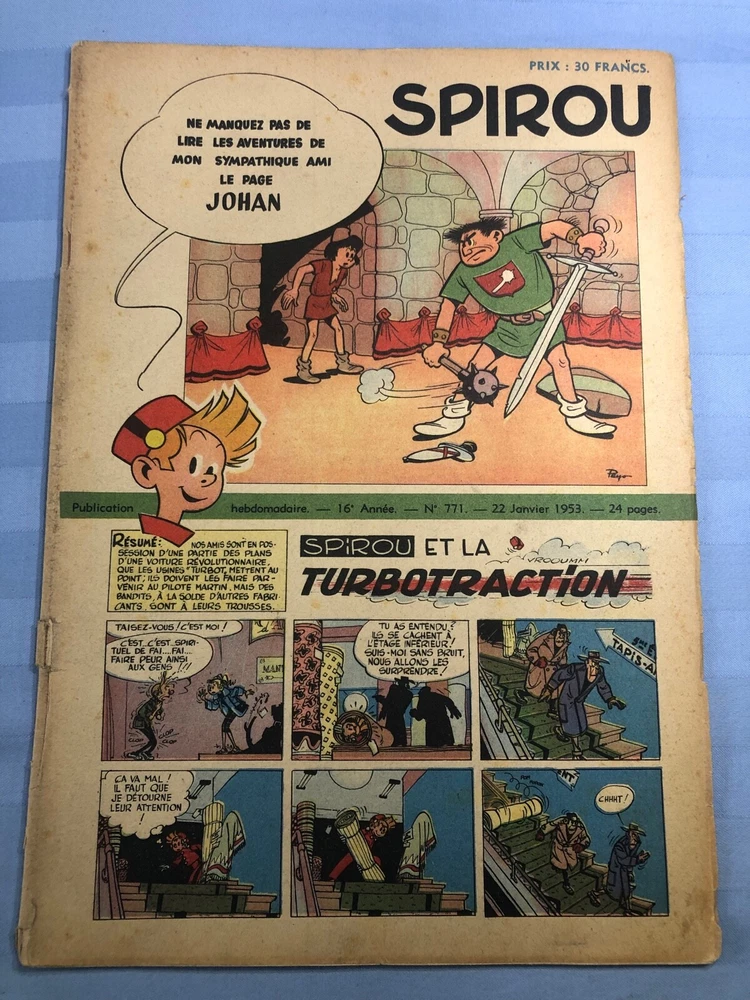 PRIX : 30 FRANCS.
SPIROU
NE MANQUEZ PAS DE
LIRE LES AVENTURES DE
MON SYMPATHIQUE AMI
LE PAGE
JOHAN
Peyo
Publication hebdomadaire. — 16e Année. — N° 771. — 22 Janvier 1953. — 24 pages.
RÉSUMÉ: NOS AMIS SONT EN POS-
SESSION D'UNE PARTIE DES PLANS
D'UNE VOITURE RÉVOLUTIONNAIRE,
QUE LES USINES "TURBOT" METTENT AU
POINT; ILS DOIVENT LES FAIRE PAR-
VENIR AU PILOTE MARTIN, MAIS DES
BANDITS, À LA SOLDE D'AUTRES FABRI-
CANTS, SONT À LEURS TROUSSES.
SPIROU ET LA
VROOUMM
TURBOTRACTION
TAISEZ-VOUS! C'EST MOI!
C'EST.. C'EST SPIRI-
TUEL DE FAI... FAI....
FAIRE PEUR AINSI
AUX GENS!!!
CLOP
CLOP
CLOP
MAN
TU AS ENTENDU?
ILS SE CACHENT À
L'ÉTAGE INFÉRIEUR!
SUIS-MOI SANS BRUIT,
NOUS ALLONS LES
SURPRENDRE!
TAPIS-A
ÇA VA MAL!
IL FAUT QUE
JE DÉTOURNE
LEUR ATTENTION
!
CHHHT!